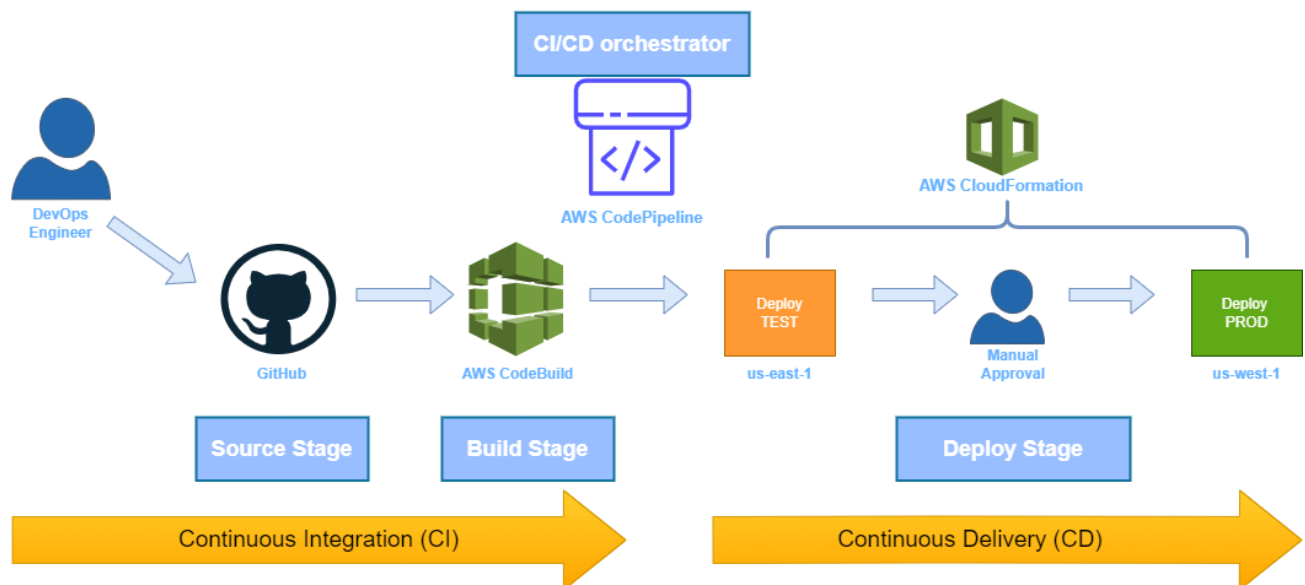 CI/CD orchestrator
AWS CodePipeline
AWS CloudFormation
DevOps
Engineer
GitHub
AWS CodeBuild
Deploy
TEST
us-east-1
Manual
Approval
Deploy
PROD
us-west-1
Source Stage
Build Stage
Deploy Stage
Continuous Integration (CI)
Continuous Delivery (CD)